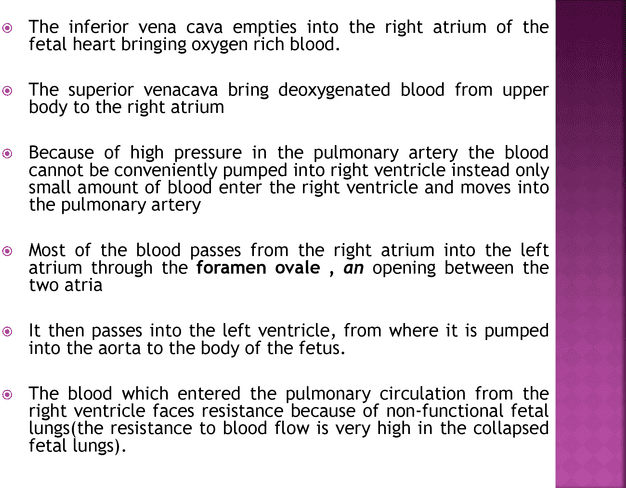 The inferior vena cava empties into the right atrium of the
fetal heart bringing oxygen rich blood.
The superior venacava bring deoxygenated blood from upper
body to the right atrium
Because of high pressure in the pulmonary artery the blood
cannot be conveniently pumped into right ventricle instead only
small amount of blood enter the right ventricle and moves into
the pulmonary artery
Most of the blood passes from the right atrium into the left
atrium through the foramen ovale , an opening between the
two atria
It then passes into the left ventricle, from where it is pumped
into the aorta to the body of the fetus.
The blood which entered the pulmonary circulation from the
right ventricle faces resistance because of non-functional fetal
lungs(the resistance to blood flow is very high in the collapsed
fetal lungs).